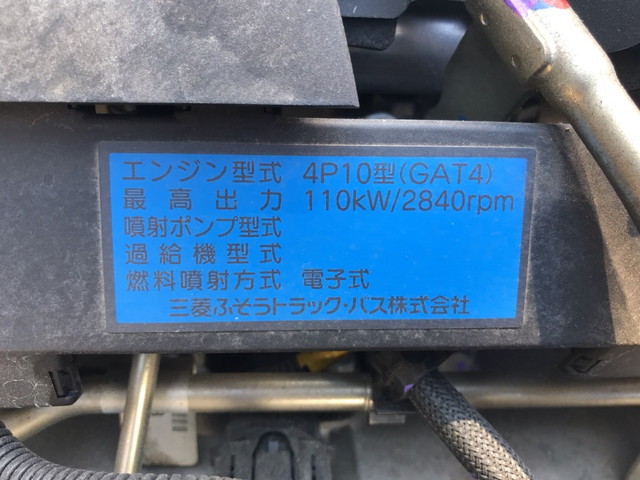 エンジン型式 4P10型(GAT4)
最高出力 110kW/2840rpm
噴射ポンプ型式
過給機型式
燃料噴射方式 電子式
三菱ふそうトラック・バス株式会社